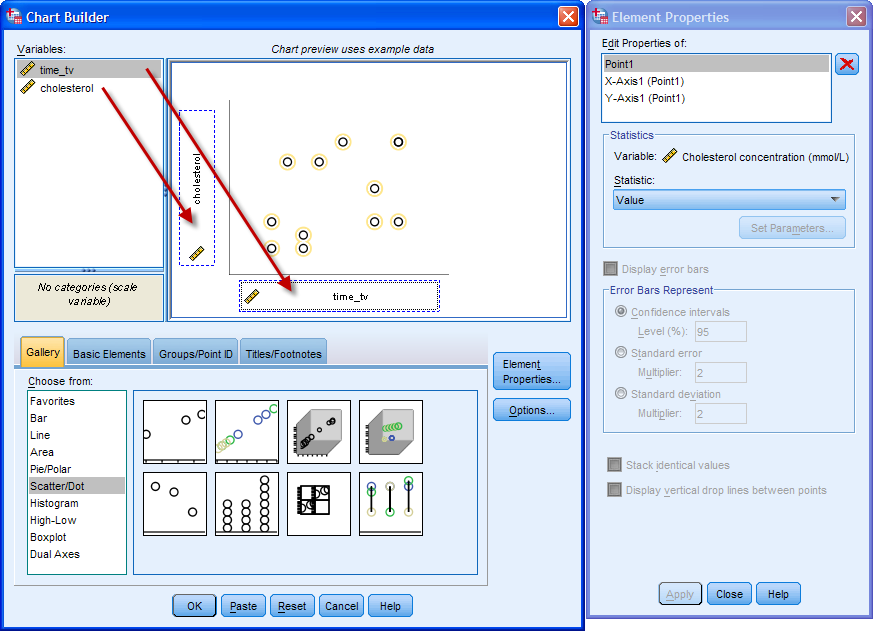 Chart Builder
Variables:
Chart preview uses example data
time_tv
cholesterol
cholesterol
time_tv
No categories (scale
variable)
Gallery
Basic Elements
Groups/Point ID
Titles/Footnotes
Choose from:
Favorites
Bar
Line
Area
Pie/Polar
Scatter/Dot
Histogram
High-Low
Boxplot
Dual Axes
Element
Properties...
Options...
OK
Paste
Reset
Cancel
Help
Element Properties
Edit Properties of:
Point1
X-Axis1 (Point1)
Y-Axis1 (Point1)
Statistics
Variable: Cholesterol concentration (mmol/L)
Statistic:
Value
Set Parameters...
Display error bars
Error Bars Represent
Confidence intervals
Level (%): 95
Standard error
Multiplier: 2
Standard deviation
Multiplier: 2
Stack identical values
Display vertical drop lines between points
Apply
Close
Help